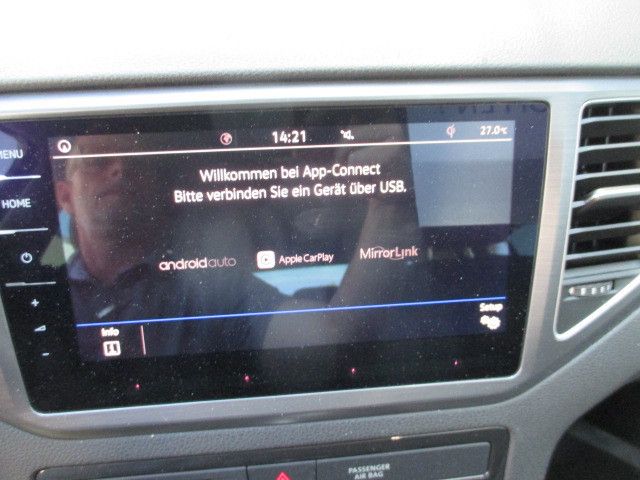 MENU
14:21
27.0°C
Willkommen bei App-Connect
Bitte verbinden Sie ein Gerät über USB.
HOME
androidauto
Apple CarPlay
MirrorLink
+
-
Info
Setup
PASSENGER
AIR BAG